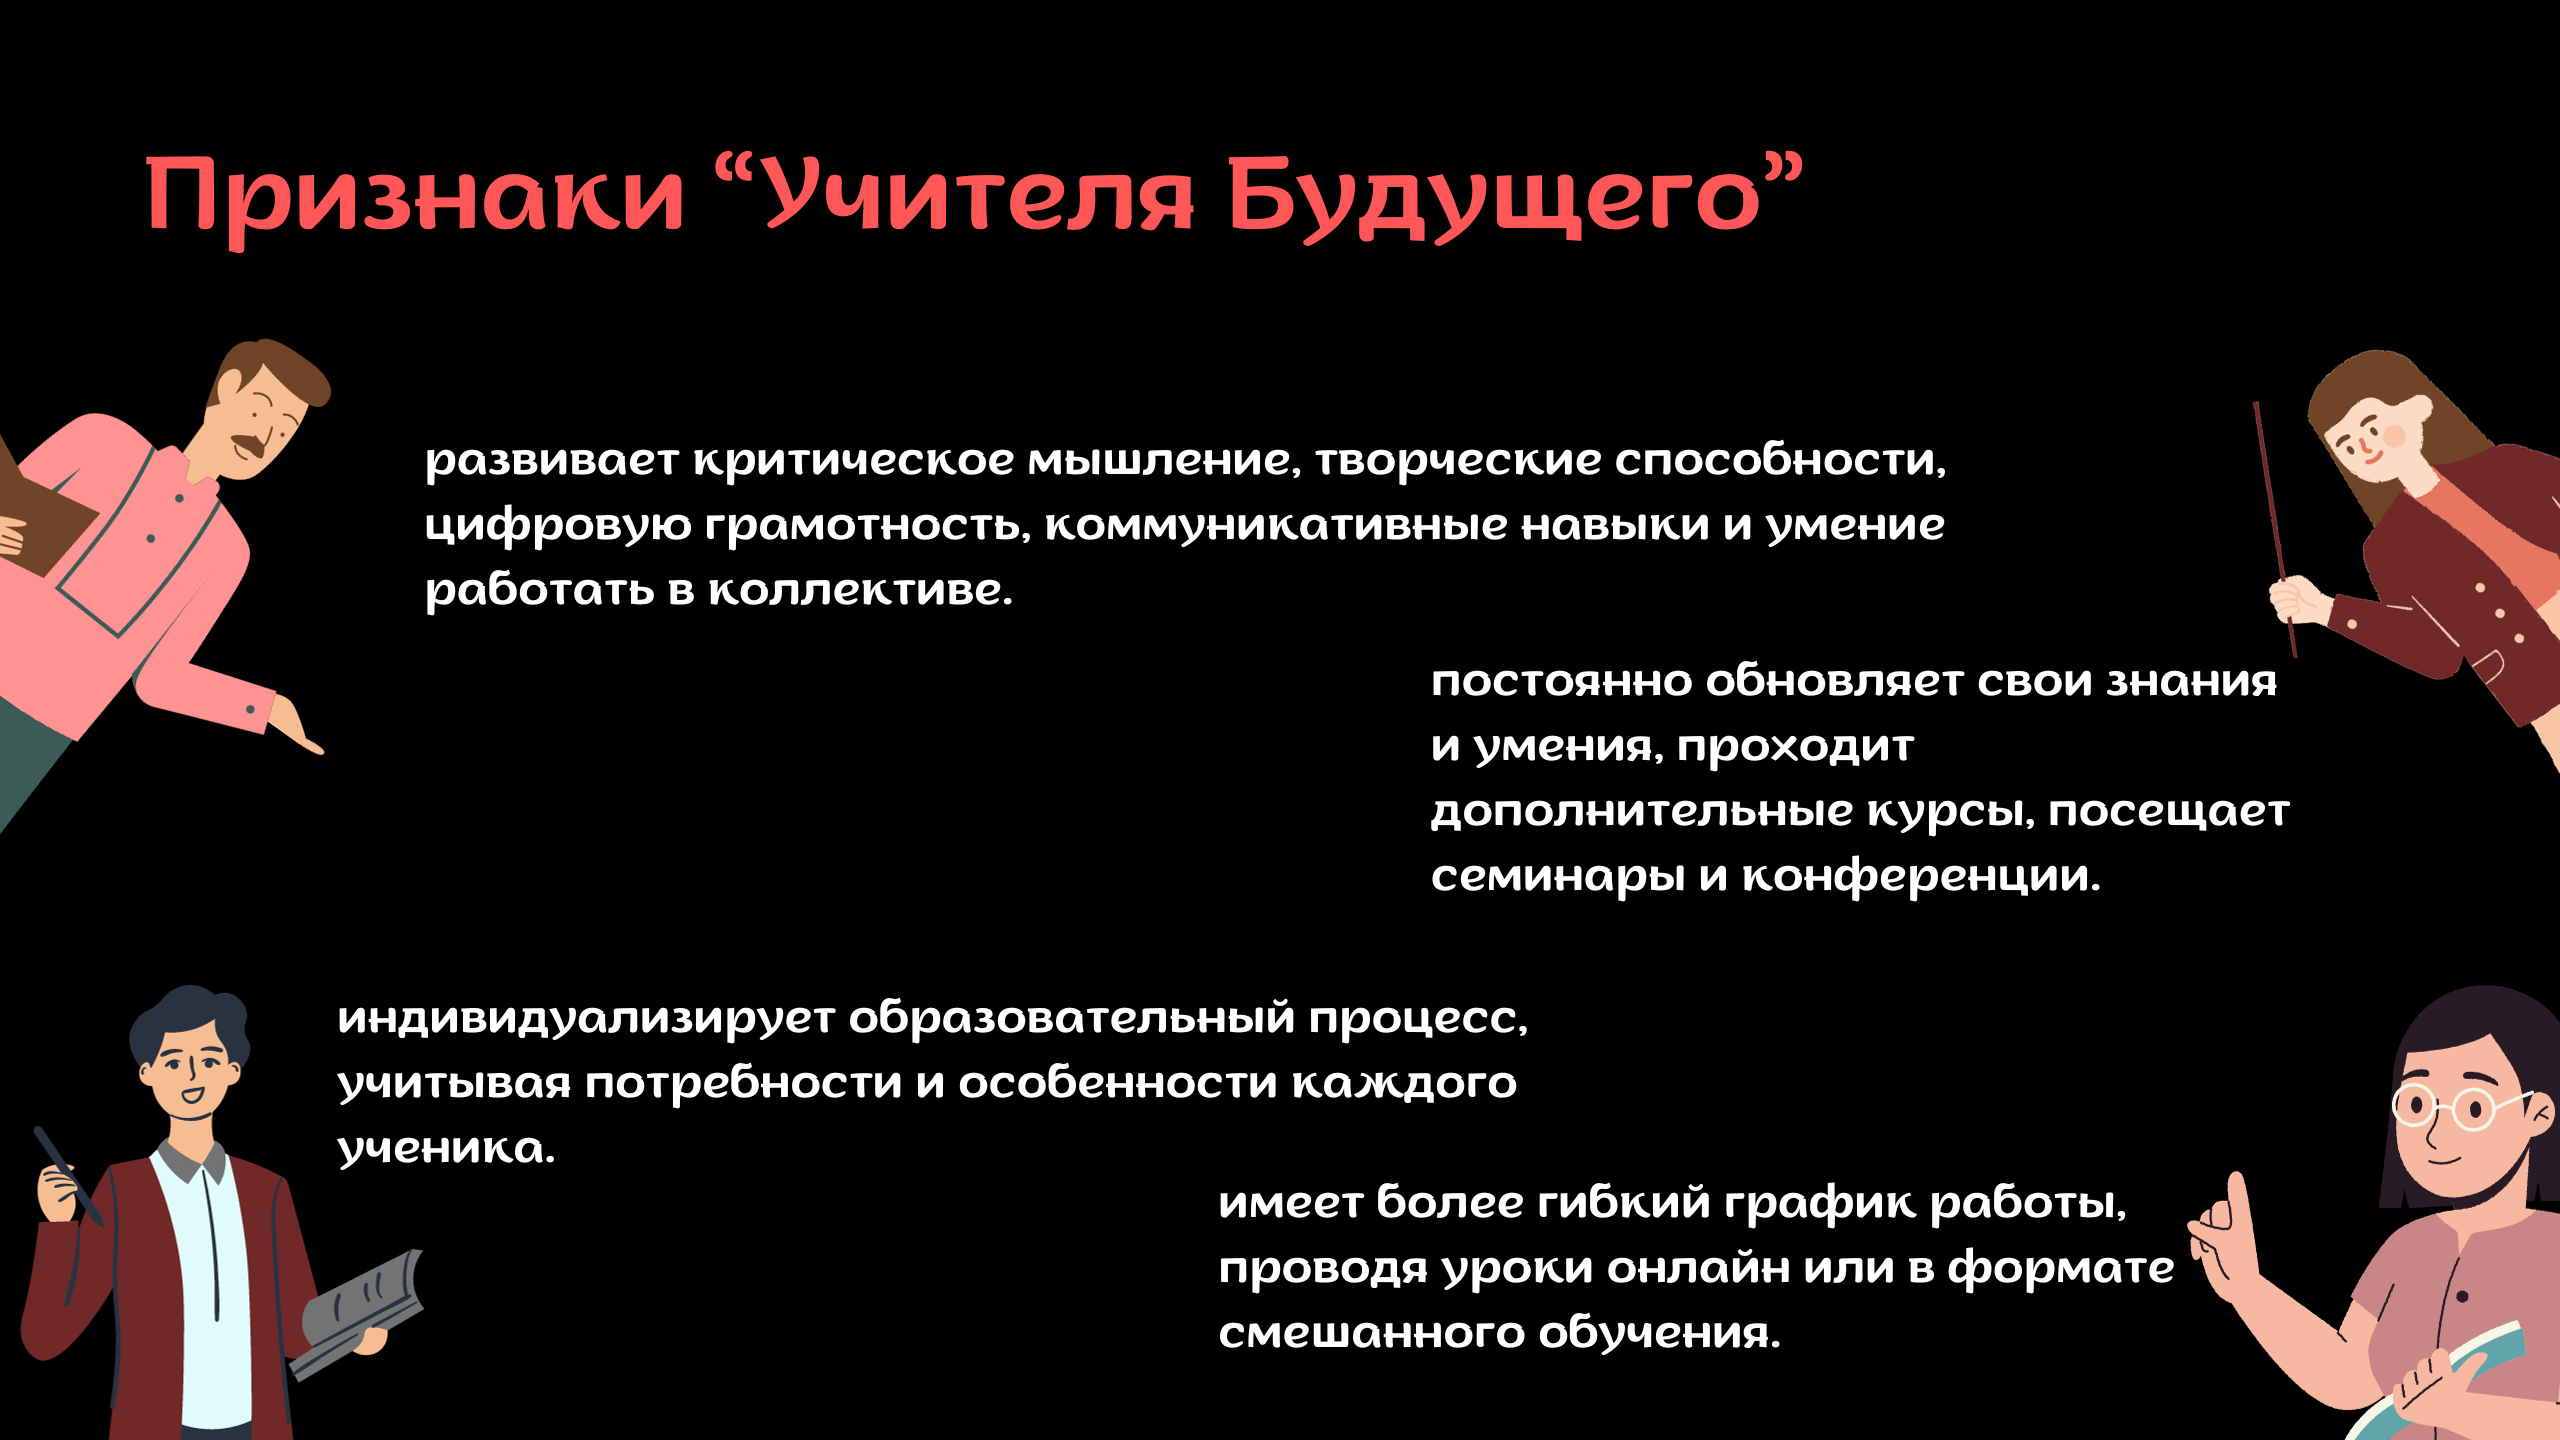 Признаки “Учителя Будущего”
развивает критическое мышление, творческие способности,
цифровую грамотность, коммуникативные навыки и умение
работать в коллективе.
постоянно обновляет свои знания
и умения, проходит
дополнительные курсы, посещает
семинары и конференции.
индивидуализирует образовательный процесс,
учитывая потребности и особенности каждого
ученика.
имеет более гибкий график работы,
проводя уроки онлайн или в формате
смешанного обучения.